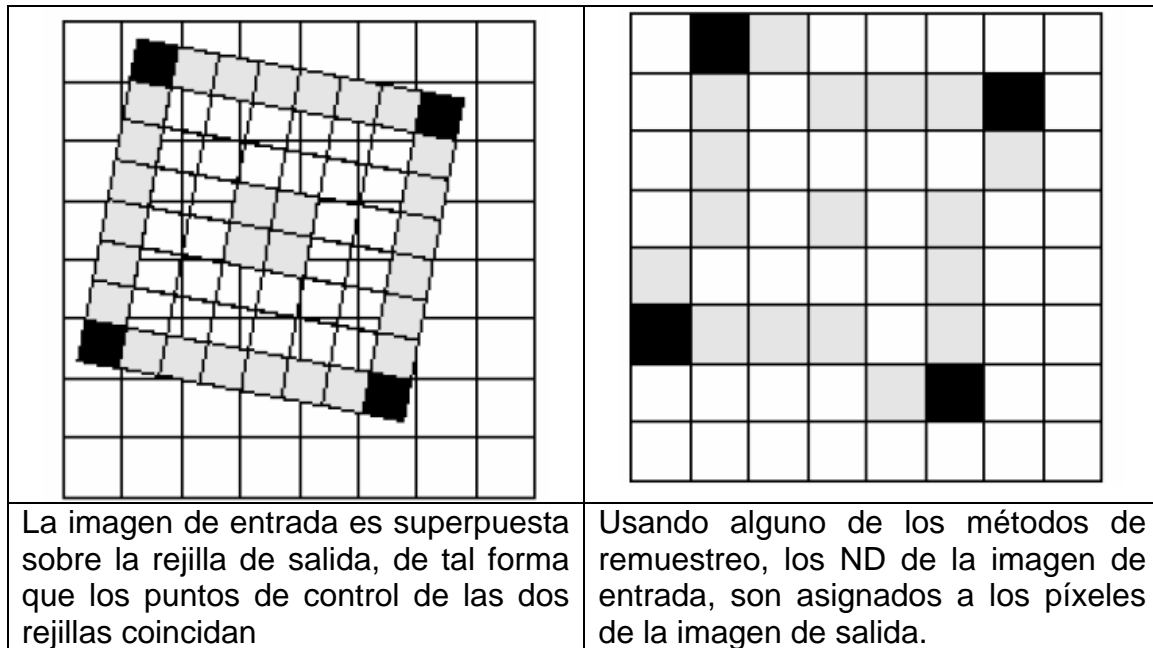 La imagen de entrada es superpuesta
sobre la rejilla de salida, de tal forma
que los puntos de control de las dos
rejillas coincidan
Usando alguno de los métodos de
remuestreo, los ND de la imagen de
entrada, son asignados a los píxeles
de la imagen de salida.